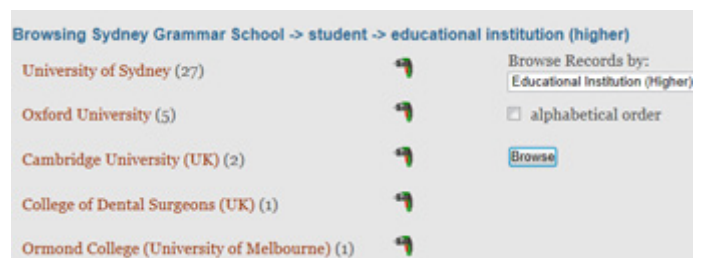 Browsing Sydney Grammar School -> student -> educational institution (higher)
University of Sydney (27)
Browse Records by:
Educational Institution (Higher)
Oxford University (5)
alphabetical order
Cambridge University (UK) (2)
Browse
College of Dental Surgeons (UK) (1)
Ormond College (University of Melbourne) (1)